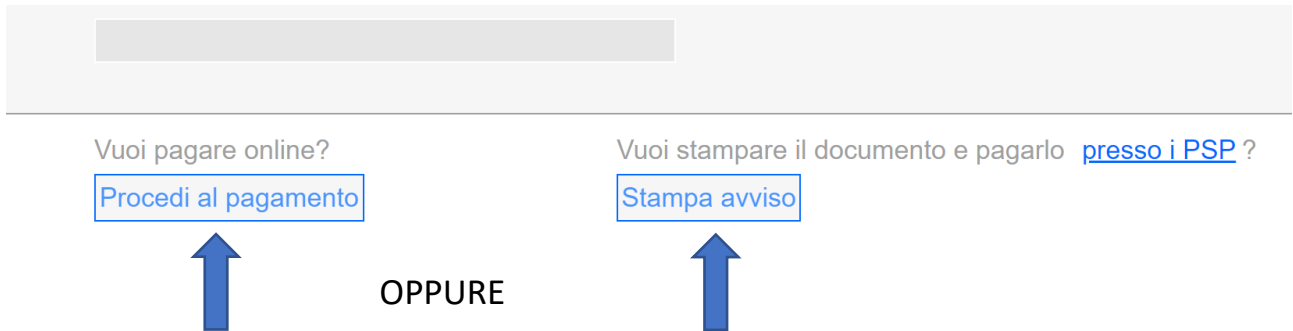 Vuoi pagare online?
Vuoi stampare il documento e pagarlo presso i PSP ?
Procedi al pagamento
Stampa avviso
OPPURE